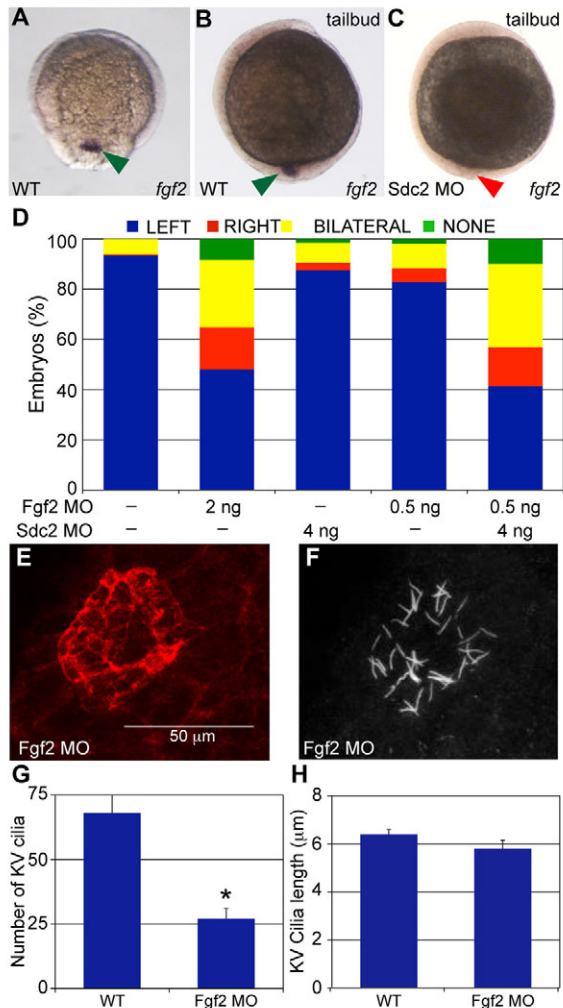 A
WT
fgf2
B
tailbud
WT
fgf2
C
tailbud
Sdc2 MO
fgf2
D
LEFT RIGHT BILATERAL NONE
Embryos (%)
100
80
60
40
20
0
Fgf2 MO – 2 ng – 0.5 ng 0.5 ng
Sdc2 MO – – 4 ng – 4 ng
E
50 μm
Fgf2 MO
F
Fgf2 MO
G
Number of KV cilia
75
50
25
0
*
WT Fgf2 MO
H
KV Cilia length (μm)
8
6
4
2
0
WT Fgf2 MO